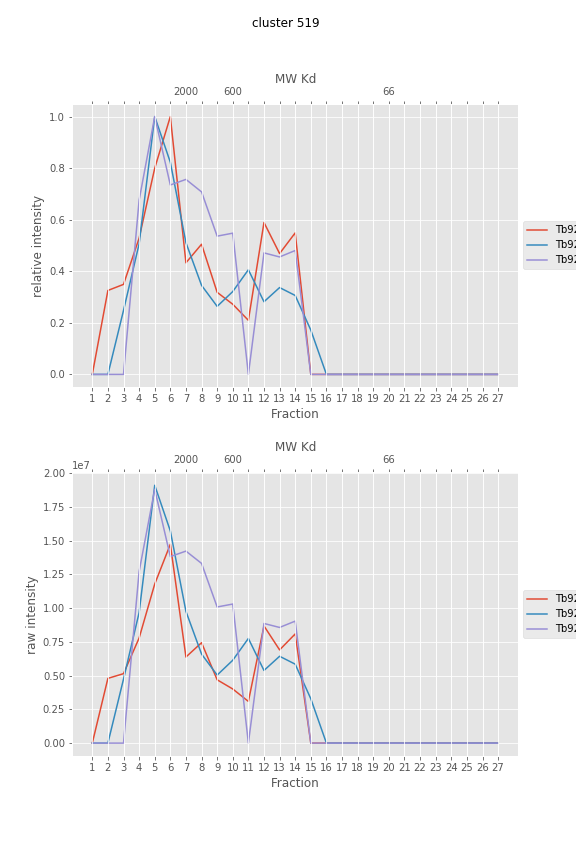 cluster 519
MW Kd
2000 600 66
1.0
0.8
0.6
0.4
0.2
0.0
relative intensity
Tb92
Tb92
Tb92
1 2 3 4 5 6 7 8 9 10 11 12 13 14 15 16 17 18 19 20 21 22 23 24 25 26 27
Fraction
MW Kd
1e7 2000 600 66
2.00
1.75
1.50
1.25
1.00
0.75
0.50
0.25
0.00
raw intensity
Tb92
Tb92
Tb92
1 2 3 4 5 6 7 8 9 10 11 12 13 14 15 16 17 18 19 20 21 22 23 24 25 26 27
Fraction